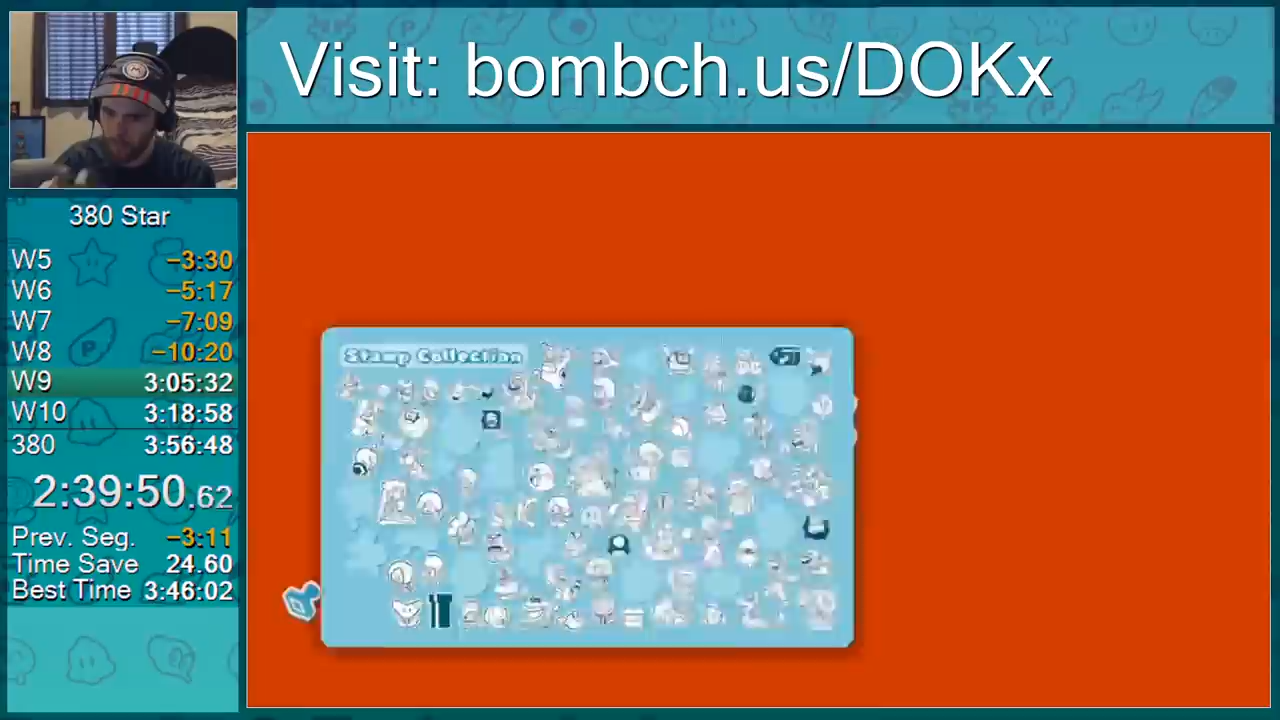 Visit: bombch.us/DOKx
380 Star
W5 -3:30
W6 -5:17
W7 -7:09
W8 -10:20
W9 3:05:32
W10 3:18:58
380 3:56:48
2:39:50.62
Prev. Seg. -3:11
Time Save 24.60
Best Time 3:46:02
Stamp Collection